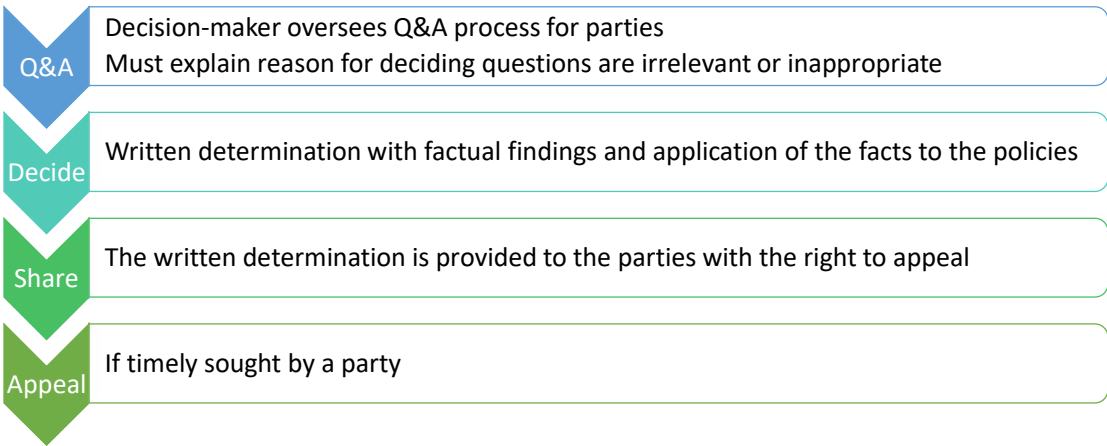 Q&A
Decision-maker oversees Q&A process for parties
Must explain reason for deciding questions are irrelevant or inappropriate
Decide
Written determination with factual findings and application of the facts to the policies
Share
The written determination is provided to the parties with the right to appeal
Appeal
If timely sought by a party